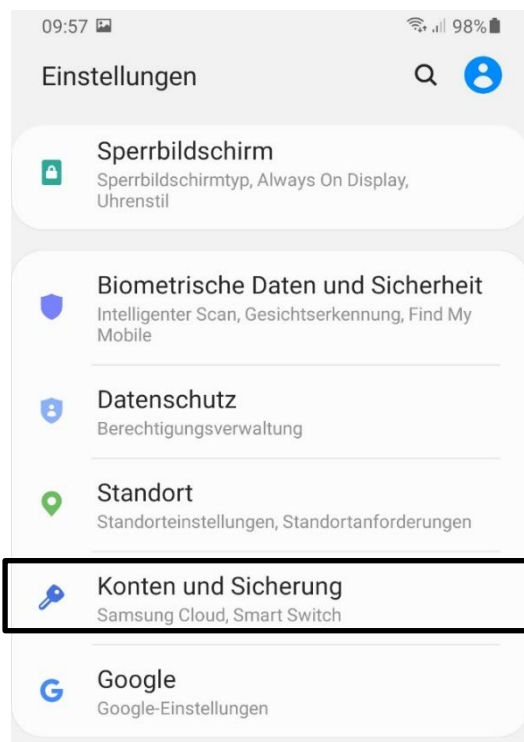 09:57 98%
Einstellungen
Sperrbildschirm
Sperrbildschirmtyp, Always On Display,
Uhrenstil
Biometrische Daten und Sicherheit
Intelligenter Scan, Gesichtserkennung, Find My
Mobile
Datenschutz
Berechtigungsverwaltung
Standort
Standorteinstellungen, Standortanforderungen
Konten und Sicherung
Samsung Cloud, Smart Switch
Google
Google-Einstellungen